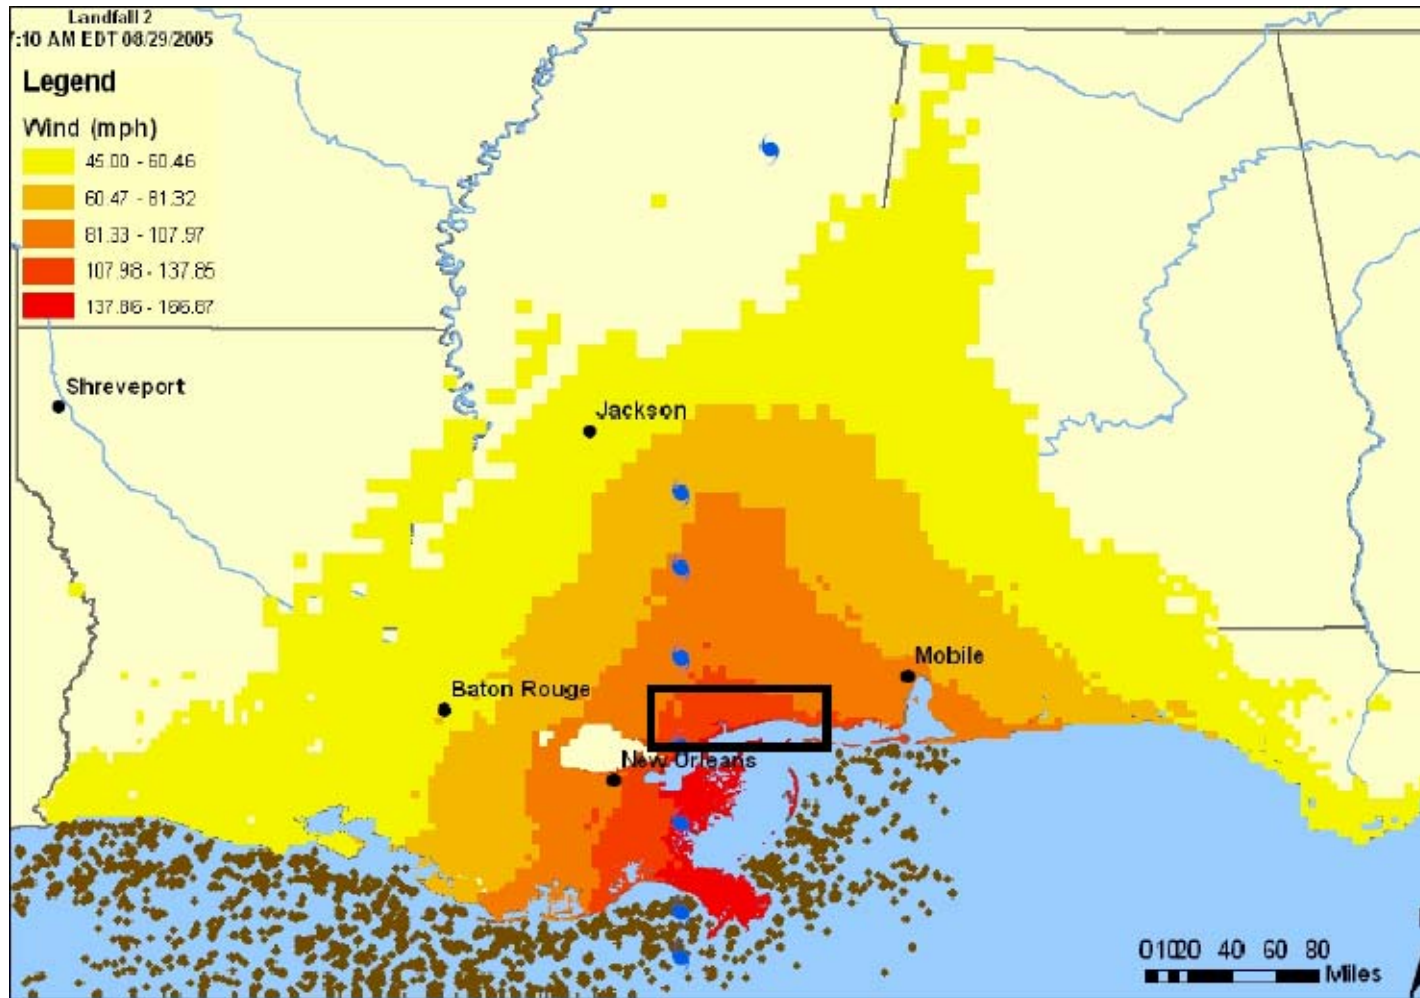 Landfall 2
:10 AM EDT 08/29/2005
Legend
Wind (mph)
45.00 - 60.46
60.47 - 81.32
81.33 - 107.97
107.98 - 137.85
137.86 - 166.87
Shreveport
Jackson
Mobile
Baton Rouge
New Orleans
0 10 20 40 60 80
Miles